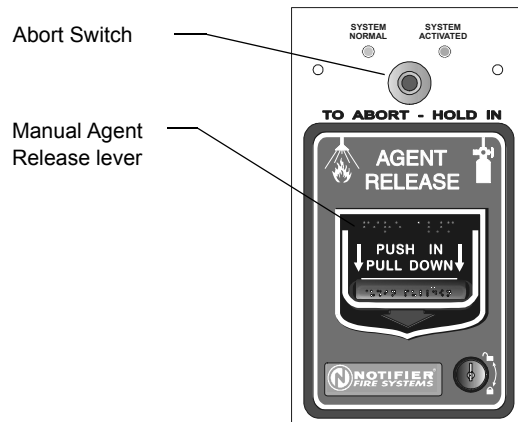 Abort Switch
Manual Agent
Release lever
SYSTEM
NORMAL
SYSTEM
ACTIVATED
TO ABORT - HOLD IN
AGENT
RELEASE
PUSH IN
PULL DOWN
N NOTIFIER®
FIRE SYSTEMS